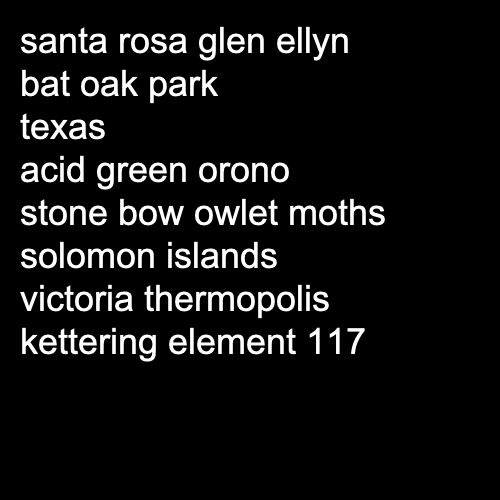 santa rosa glen ellyn
bat oak park
texas
acid green orono
stone bow owlet moths
solomon islands
victoria thermopolis
kettering element 117